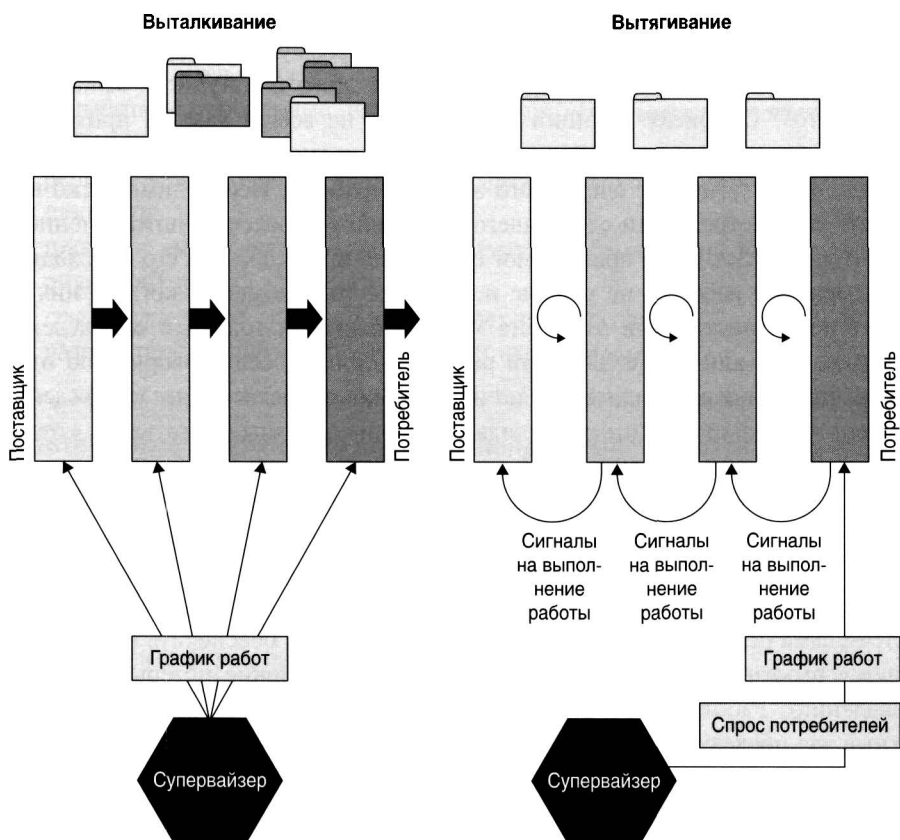 Выталкивание
Поставщик
Потребитель
График работ
Супервайзер
Вытягивание
Поставщик
Потребитель
Сигналы
на выпол-
нение
работы
Сигналы
на выпол-
нение
работы
Сигналы
на выпол-
нение
работы
График работ
Спрос потребителей
Супервайзер